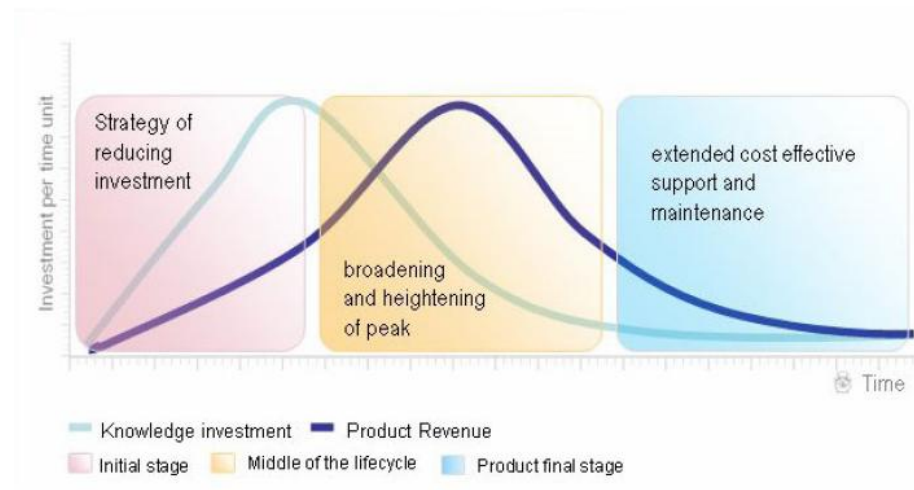 Investment per time unit
Strategy of
reducing
investment
broadening
and heightening
of peak
extended cost effective
support and
maintenance
Time
Knowledge investment
Product Revenue
Initial stage
Middle of the lifecycle
Product final stage